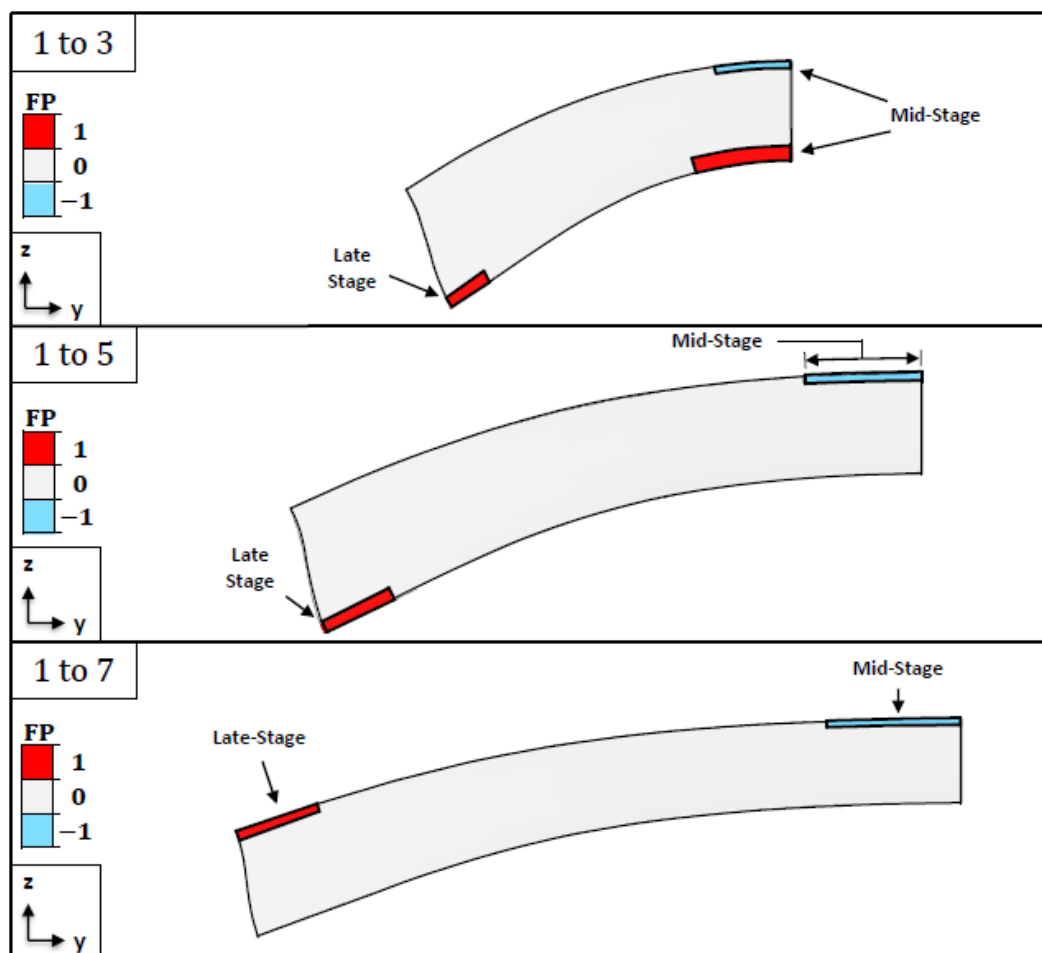 1 to 3
FP
1
0
−1
z
y
Mid-Stage
Late
Stage
1 to 5
FP
1
0
−1
z
y
Mid-Stage
Late
Stage
1 to 7
FP
1
0
−1
z
y
Mid-Stage
Late-Stage